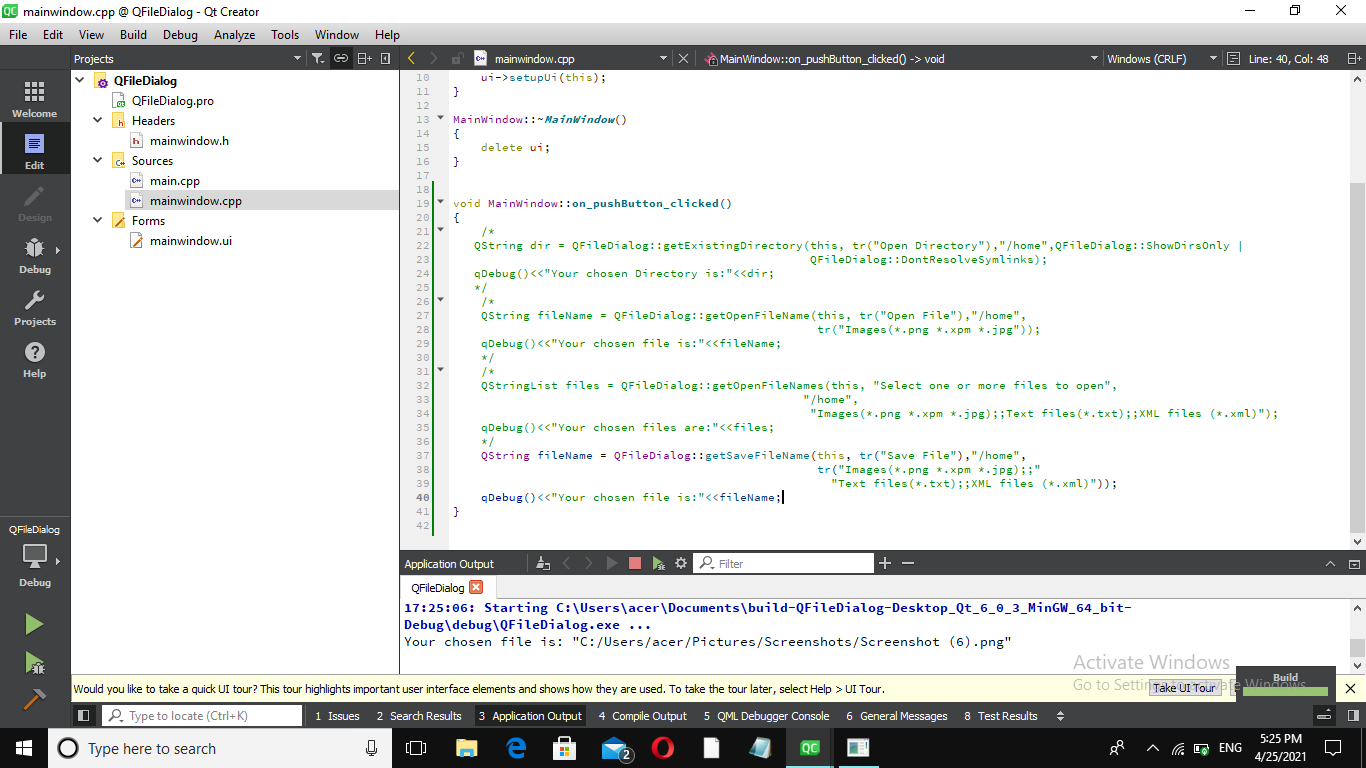 mainwindow.cpp @ QFileDialog - Qt Creator
File Edit View Build Debug Analyze Tools Window Help
Projects
mainwindow.cpp
MainWindow::on_pushButton_clicked() -> void
Windows (CRLF)
Line: 40, Col: 48
Welcome
Edit
Design
Debug
Projects
Help
QFileDialog
Debug
QFileDialog
QFileDialog.pro
Headers
mainwindow.h
Sources
main.cpp
mainwindow.cpp
Forms
mainwindow.ui
10 ui->setupUi(this);
11 }
12
13 MainWindow::~MainWindow()
14 {
15 delete ui;
16 }
17
18
19 void MainWindow::on_pushButton_clicked()
20 {
21 /*
22 QString dir = QFileDialog::getExistingDirectory(this, tr("Open Directory"),"/home",QFileDialog::ShowDirsOnly |
23 QFileDialog::DontResolveSymlinks);
24 qDebug()<<"Your chosen Directory is:"<<dir;
25 */
26 /*
27 QString fileName = QFileDialog::getOpenFileName(this, tr("Open File"),"/home",
28 tr("Images(*.png *.xpm *.jpg"));
29 qDebug()<<"Your chosen file is:"<<fileName;
30 */
31 /*
32 QStringList files = QFileDialog::getOpenFileNames(this, "Select one or more files to open",
33 "/home",
34 "Images(*.png *.xpm *.jpg);;Text files(*.txt);;XML files (*.xml)");
35 qDebug()<<"Your chosen files are:"<<files;
36 */
37 QString fileName = QFileDialog::getSaveFileName(this, tr("Save File"),"/home",
38 tr("Images(*.png *.xpm *.jpg);;"
39 "Text files(*.txt);;XML files (*.xml)"));
40 qDebug()<<"Your chosen file is:"<<fileName;
41 }
42
Application Output
Filter
QFileDialog
17:25:06: Starting C:\Users\acer\Documents\build-QFileDialog-Desktop_Qt_6_0_3_MinGW_64_bit-
Debug\debug\QFileDialog.exe ...
Your chosen file is: "C:/Users/acer/Pictures/Screenshots/Screenshot (6).png"
Activate Windows
Would you like to take a quick UI tour? This tour highlights important user interface elements and shows how they are used. To take the tour later, select Help > UI Tour.
Take UI Tour
Build
Type to locate (Ctrl+K)
1 Issues 2 Search Results 3 Application Output 4 Compile Output 5 QML Debugger Console 6 General Messages 8 Test Results
Type here to search
2
QC
ENG
5:25 PM
4/25/2021